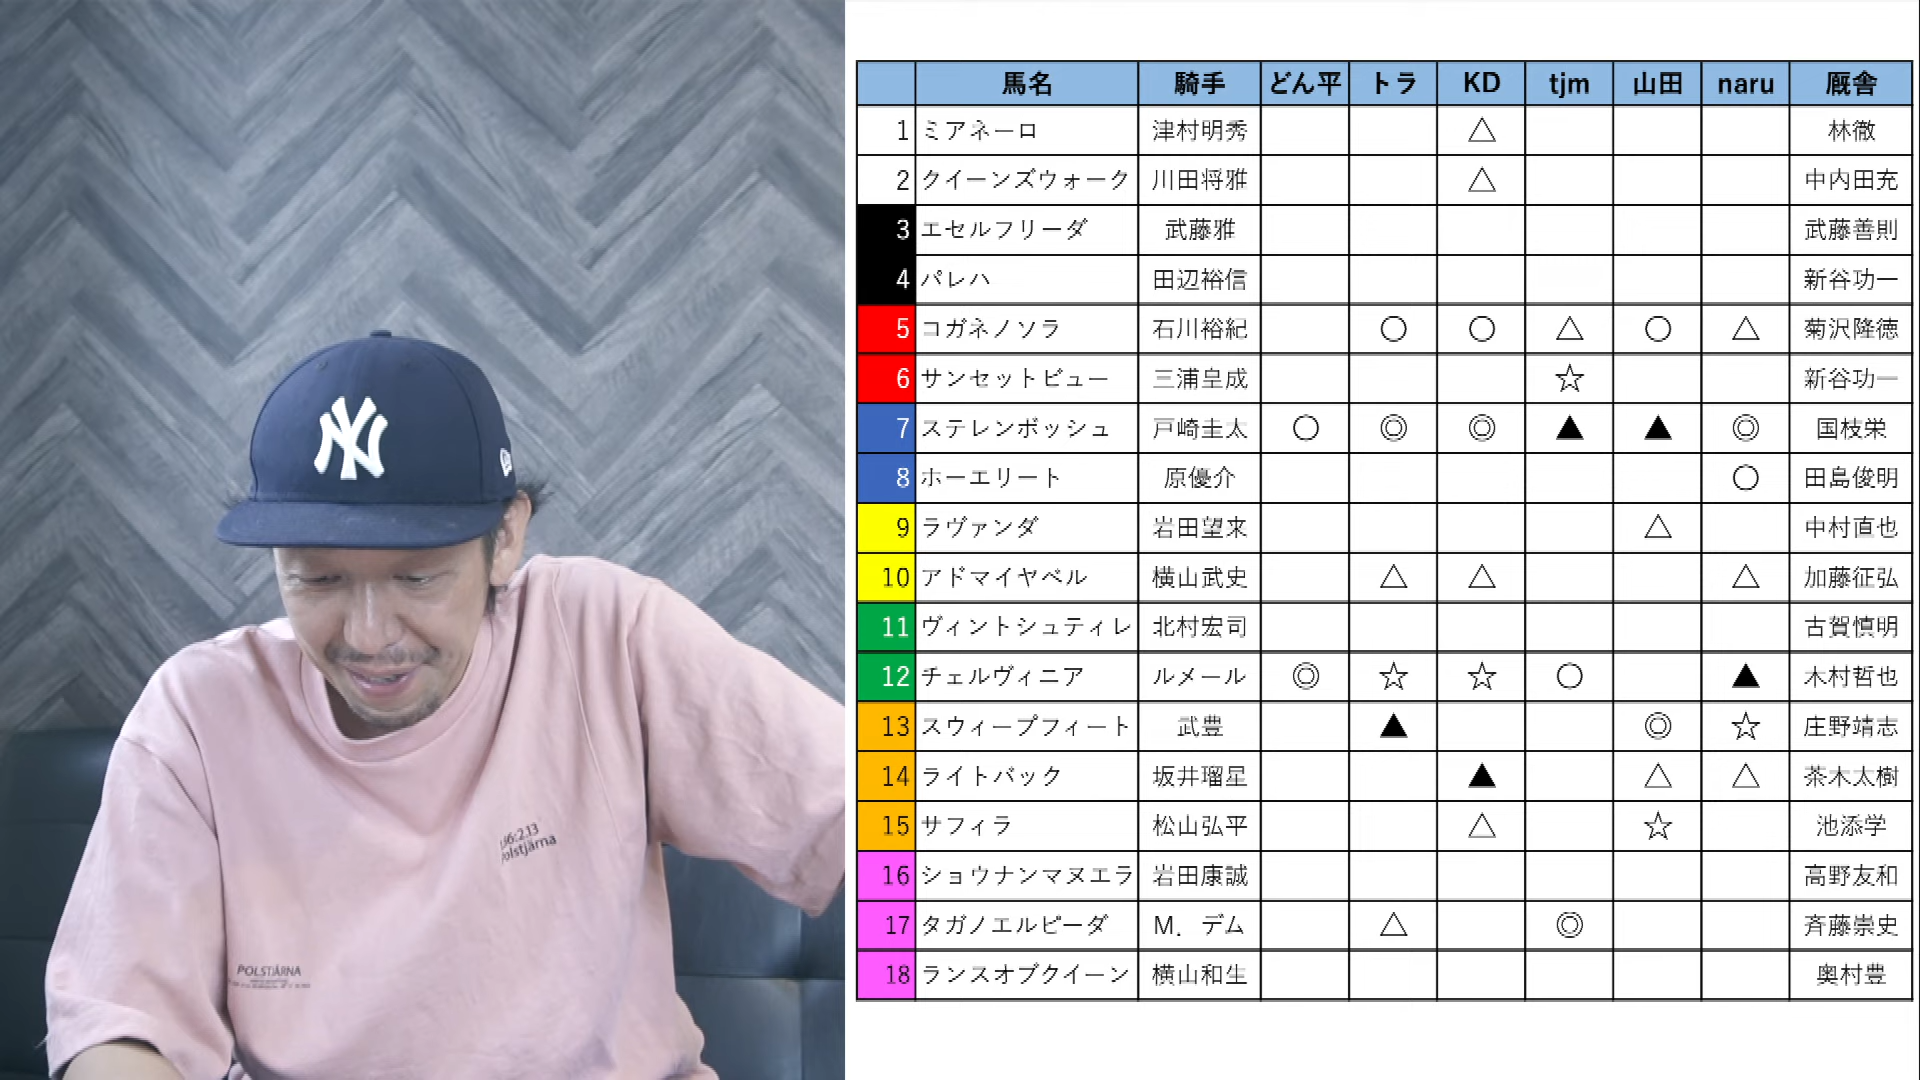 NY
1:36:2.13
Polstjärna
POLSTJÄRNA
馬名 騎手 どん平 トラ KD tjm 山田 naru 厩舎
1 ミアネーロ 津村明秀 △ 林徹
2 クイーンズウォーク 川田将雅 △ 中内田充
3 エセルフリーダ 武藤雅 武藤善則
4 パレハ 田辺裕信 新谷功一
5 コガネノソラ 石川裕紀 ○ ○ △ ○ △ 菊沢隆徳
6 サンセットビュー 三浦皇成 ☆ 新谷功一
7 ステレンボッシュ 戸崎圭太 ○ ◎ ◎ ▲ ▲ ◎ 国枝栄
8 ホーエリート 原優介 ○ 田島俊明
9 ラヴァンダ 岩田望来 △ 中村直也
10 アドマイヤベル 横山武史 △ △ △ 加藤征弘
11 ヴィントシュティレ 北村宏司 古賀慎明
12 チェルヴィニア ルメール ◎ ☆ ☆ ○ ▲ 木村哲也
13 スウィープフィート 武豊 ▲ ◎ ☆ 庄野靖志
14 ライトバック 坂井瑠星 ▲ △ △ 茶木太樹
15 サフィラ 松山弘平 △ ☆ 池添学
16 ショウナンマヌエラ 岩田康誠 高野友和
17 タガノエルピーダ M．デム △ ◎ 斉藤崇史
18 ランスオブクイーン 横山和生 奥村豊